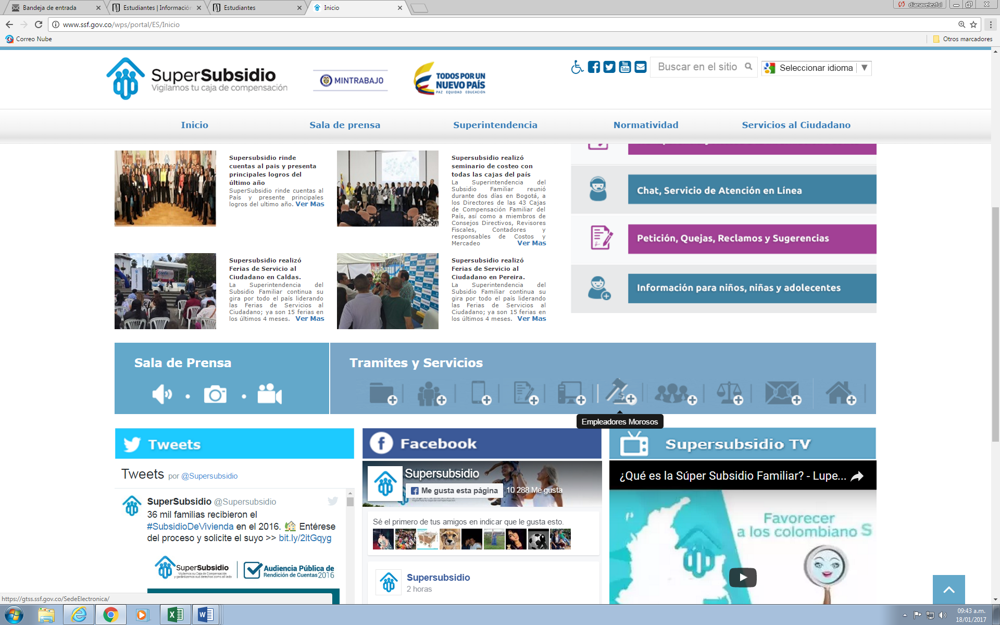 Bandeja de entrada
Estudiantes | Información
Estudiantes
Inicio
dianavelezful
www.ssf.gov.co/wps/portal/ES/Inicio
Correo Nube
Otros marcadores
SuperSubsidio
Vigilamos tu caja de compensación
MINTRABAJO
TODOS POR UN
NUEVO PAÍS
PAZ EQUIDAD EDUCACIÓN
You
Tube
Buscar en el sitio
Seleccionar idioma
Inicio
Sala de prensa
Superintendencia
Normatividad
Servicios al Ciudadano
Supersubsidio rinde
cuentas al pais y presenta
principales logros del
último año
SuperSubsidio rinde cuentas al
País y presente principales
logros del ultimo año. Ver Mas
Supersubsidio realizó
seminario de costeo con
todas las cajas del país
La Superintendencia del
Subsidio Familiar reunió
durante dos días en Bogotá, a
los Directores de las 43 Cajas
de Compensación Familiar del
País, así como a miembros de
Consejos Directivos, Revisores
Fiscales, Contadores y
responsables de Costos y
Mercadeo Ver Mas
Supersubsidio realizó
Ferias de Servicio al
Ciudadano en Caldas.
La Superintendencia del
Subsidio Familiar continua su
gira por todo el país liderando
las Ferias de Servicios al
Ciudadano; ya son 15 ferias en
los últimos 4 meses. Ver Mas
Supersubsidio realizó
Ferias de Servicio al
Ciudadano en Pereira.
La Superintendencia del
Subsidio Familiar continua su
gira por todo el país liderando
las Ferias de Servicios al
Ciudadano; ya son 15 ferias en
los últimos 4 meses. Ver Mas
Chat, Servicio de Atención en Línea
Petición, Quejas, Reclamos y Sugerencias
Información para niños, niñas y adolecentes
Sala de Prensa
Tramites y Servicios
Empleadores Morosos
Tweets
Tweets por @Supersubsidio
SuperSubsidio @Supersubsidio
36 mil familias recibieron el
#SubsidioDeVivienda en el 2016. Entérese
del proceso y solicite el suyo >> bit.ly/2itGqyg
SuperSubsidio
Vigilamos su Caja de Compensación
y garantizamos sus derechos como afiliado
Audiencia Pública de
Rendición de Cuentas 2016
Facebook
Supersubsidio
Me gusta esta página
10 288 Me gusta
Sé el primero de tus amigos en indicar que le gusta esto.
Supersubsidio
2 horas
Supersubsidio TV
¿Qué es la Súper Subsidio Familiar? - Lupe...
Favorecer
a los colombiano S
https://gtss.ssf.gov.co/SedeElectronica/
09:43 a.m.
18/01/2017